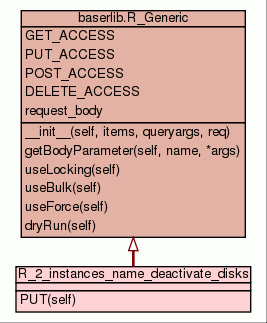 baserlib.R_Generic
GET_ACCESS
PUT_ACCESS
POST_ACCESS
DELETE_ACCESS
request_body
__init__(self, items, queryargs, req)
getBodyParameter(self, name, *args)
useLocking(self)
useBulk(self)
useForce(self)
dryRun(self)
R_2_instances_name_deactivate_disks
PUT(self)